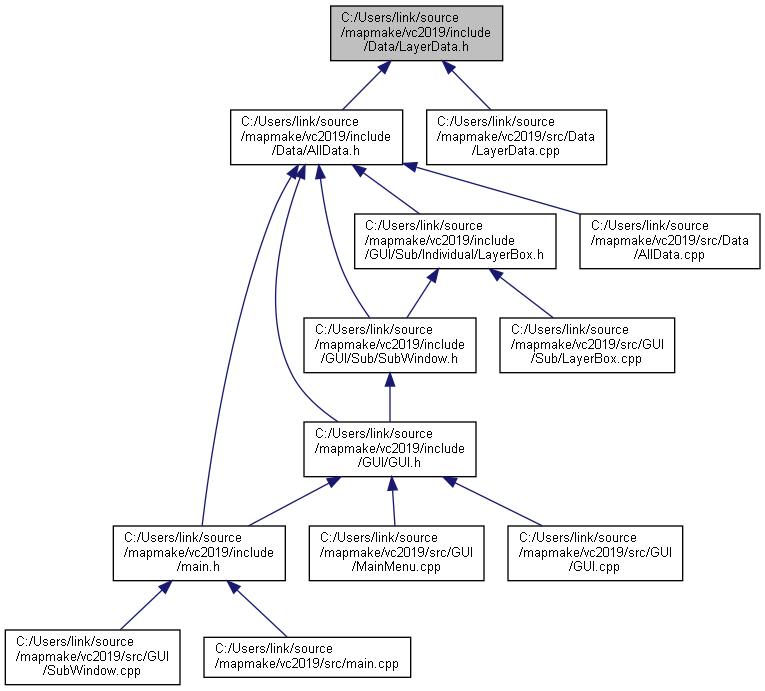 C:/Users/link/source
/mapmake/vc2019/include
/Data/LayerData.h
C:/Users/link/source
/mapmake/vc2019/include
/Data/AllData.h
C:/Users/link/source
/mapmake/vc2019/src/Data
/LayerData.cpp
C:/Users/link/source
/mapmake/vc2019/include
/GUI/Sub/Individual/LayerBox.h
C:/Users/link/source
/mapmake/vc2019/src/Data
/AllData.cpp
C:/Users/link/source
/mapmake/vc2019/include
/GUI/Sub/SubWindow.h
C:/Users/link/source
/mapmake/vc2019/src/GUI
/Sub/LayerBox.cpp
C:/Users/link/source
/mapmake/vc2019/include
/GUI/GUI.h
C:/Users/link/source
/mapmake/vc2019/include
/main.h
C:/Users/link/source
/mapmake/vc2019/src/GUI
/MainMenu.cpp
C:/Users/link/source
/mapmake/vc2019/src/GUI
/GUI.cpp
C:/Users/link/source
/mapmake/vc2019/src/GUI
/SubWindow.cpp
C:/Users/link/source
/mapmake/vc2019/src/main.cpp